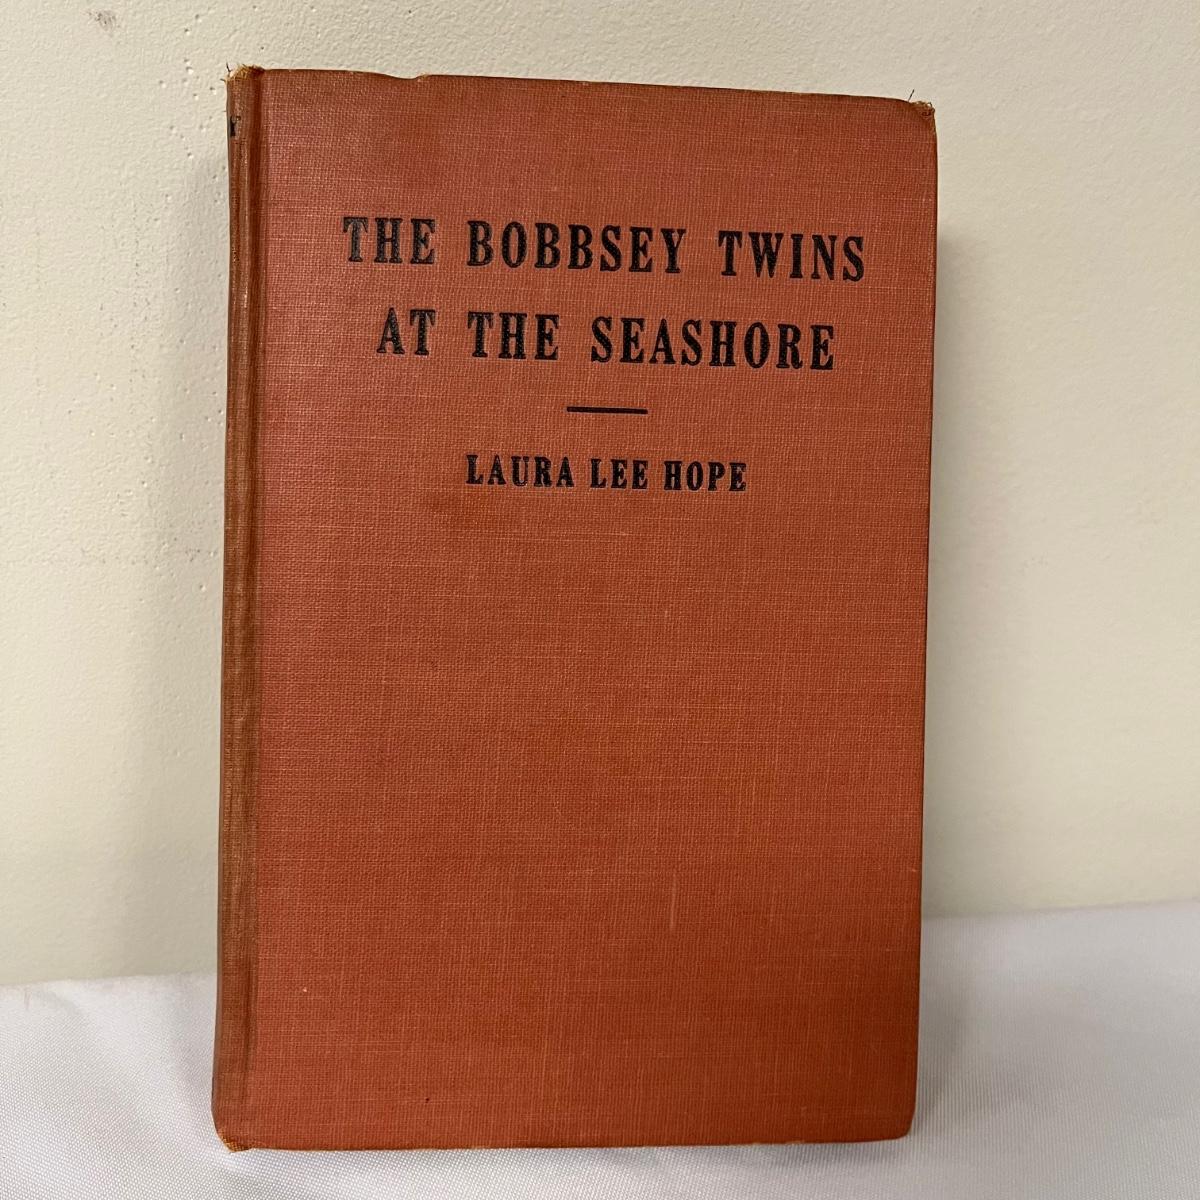 THE BOBBSEY TWINS
AT THE SEASHORE
LAURA LEE HOPE